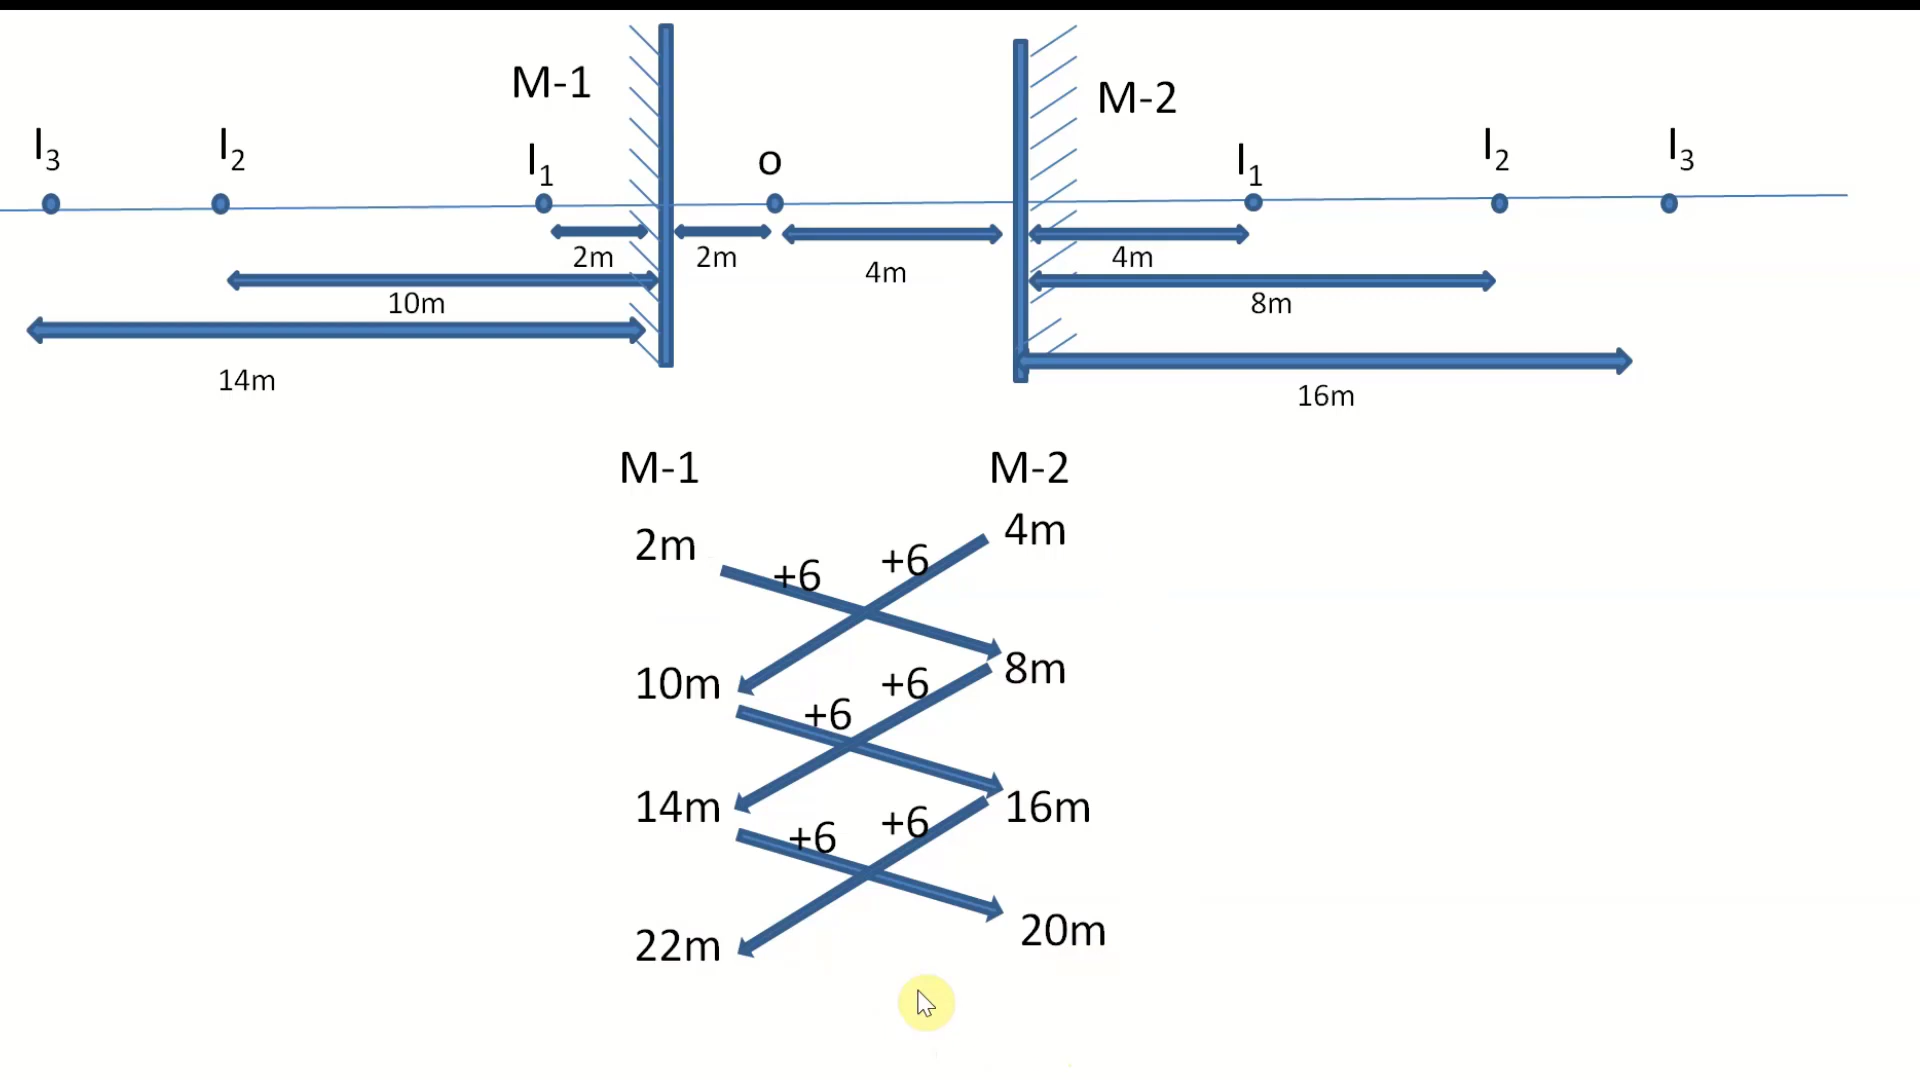 M-1
M-2
I₃ I₂ I₁ o I₁ I₂ I₃
2m 2m 4m 4m
10m 8m
14m 16m
M-1 M-2
2m 4m
+6 +6
10m 8m
+6 +6
14m 16m
+6 +6
22m 20m